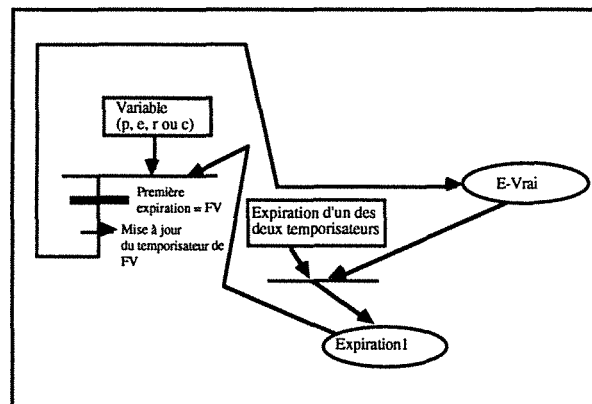 Variable
(p, e, r ou c)
Première
expiration = FV
Mise à jour
du temporisateur de
FV
E-Vrai
Expiration d'un des
deux temporisateurs
Expiration1